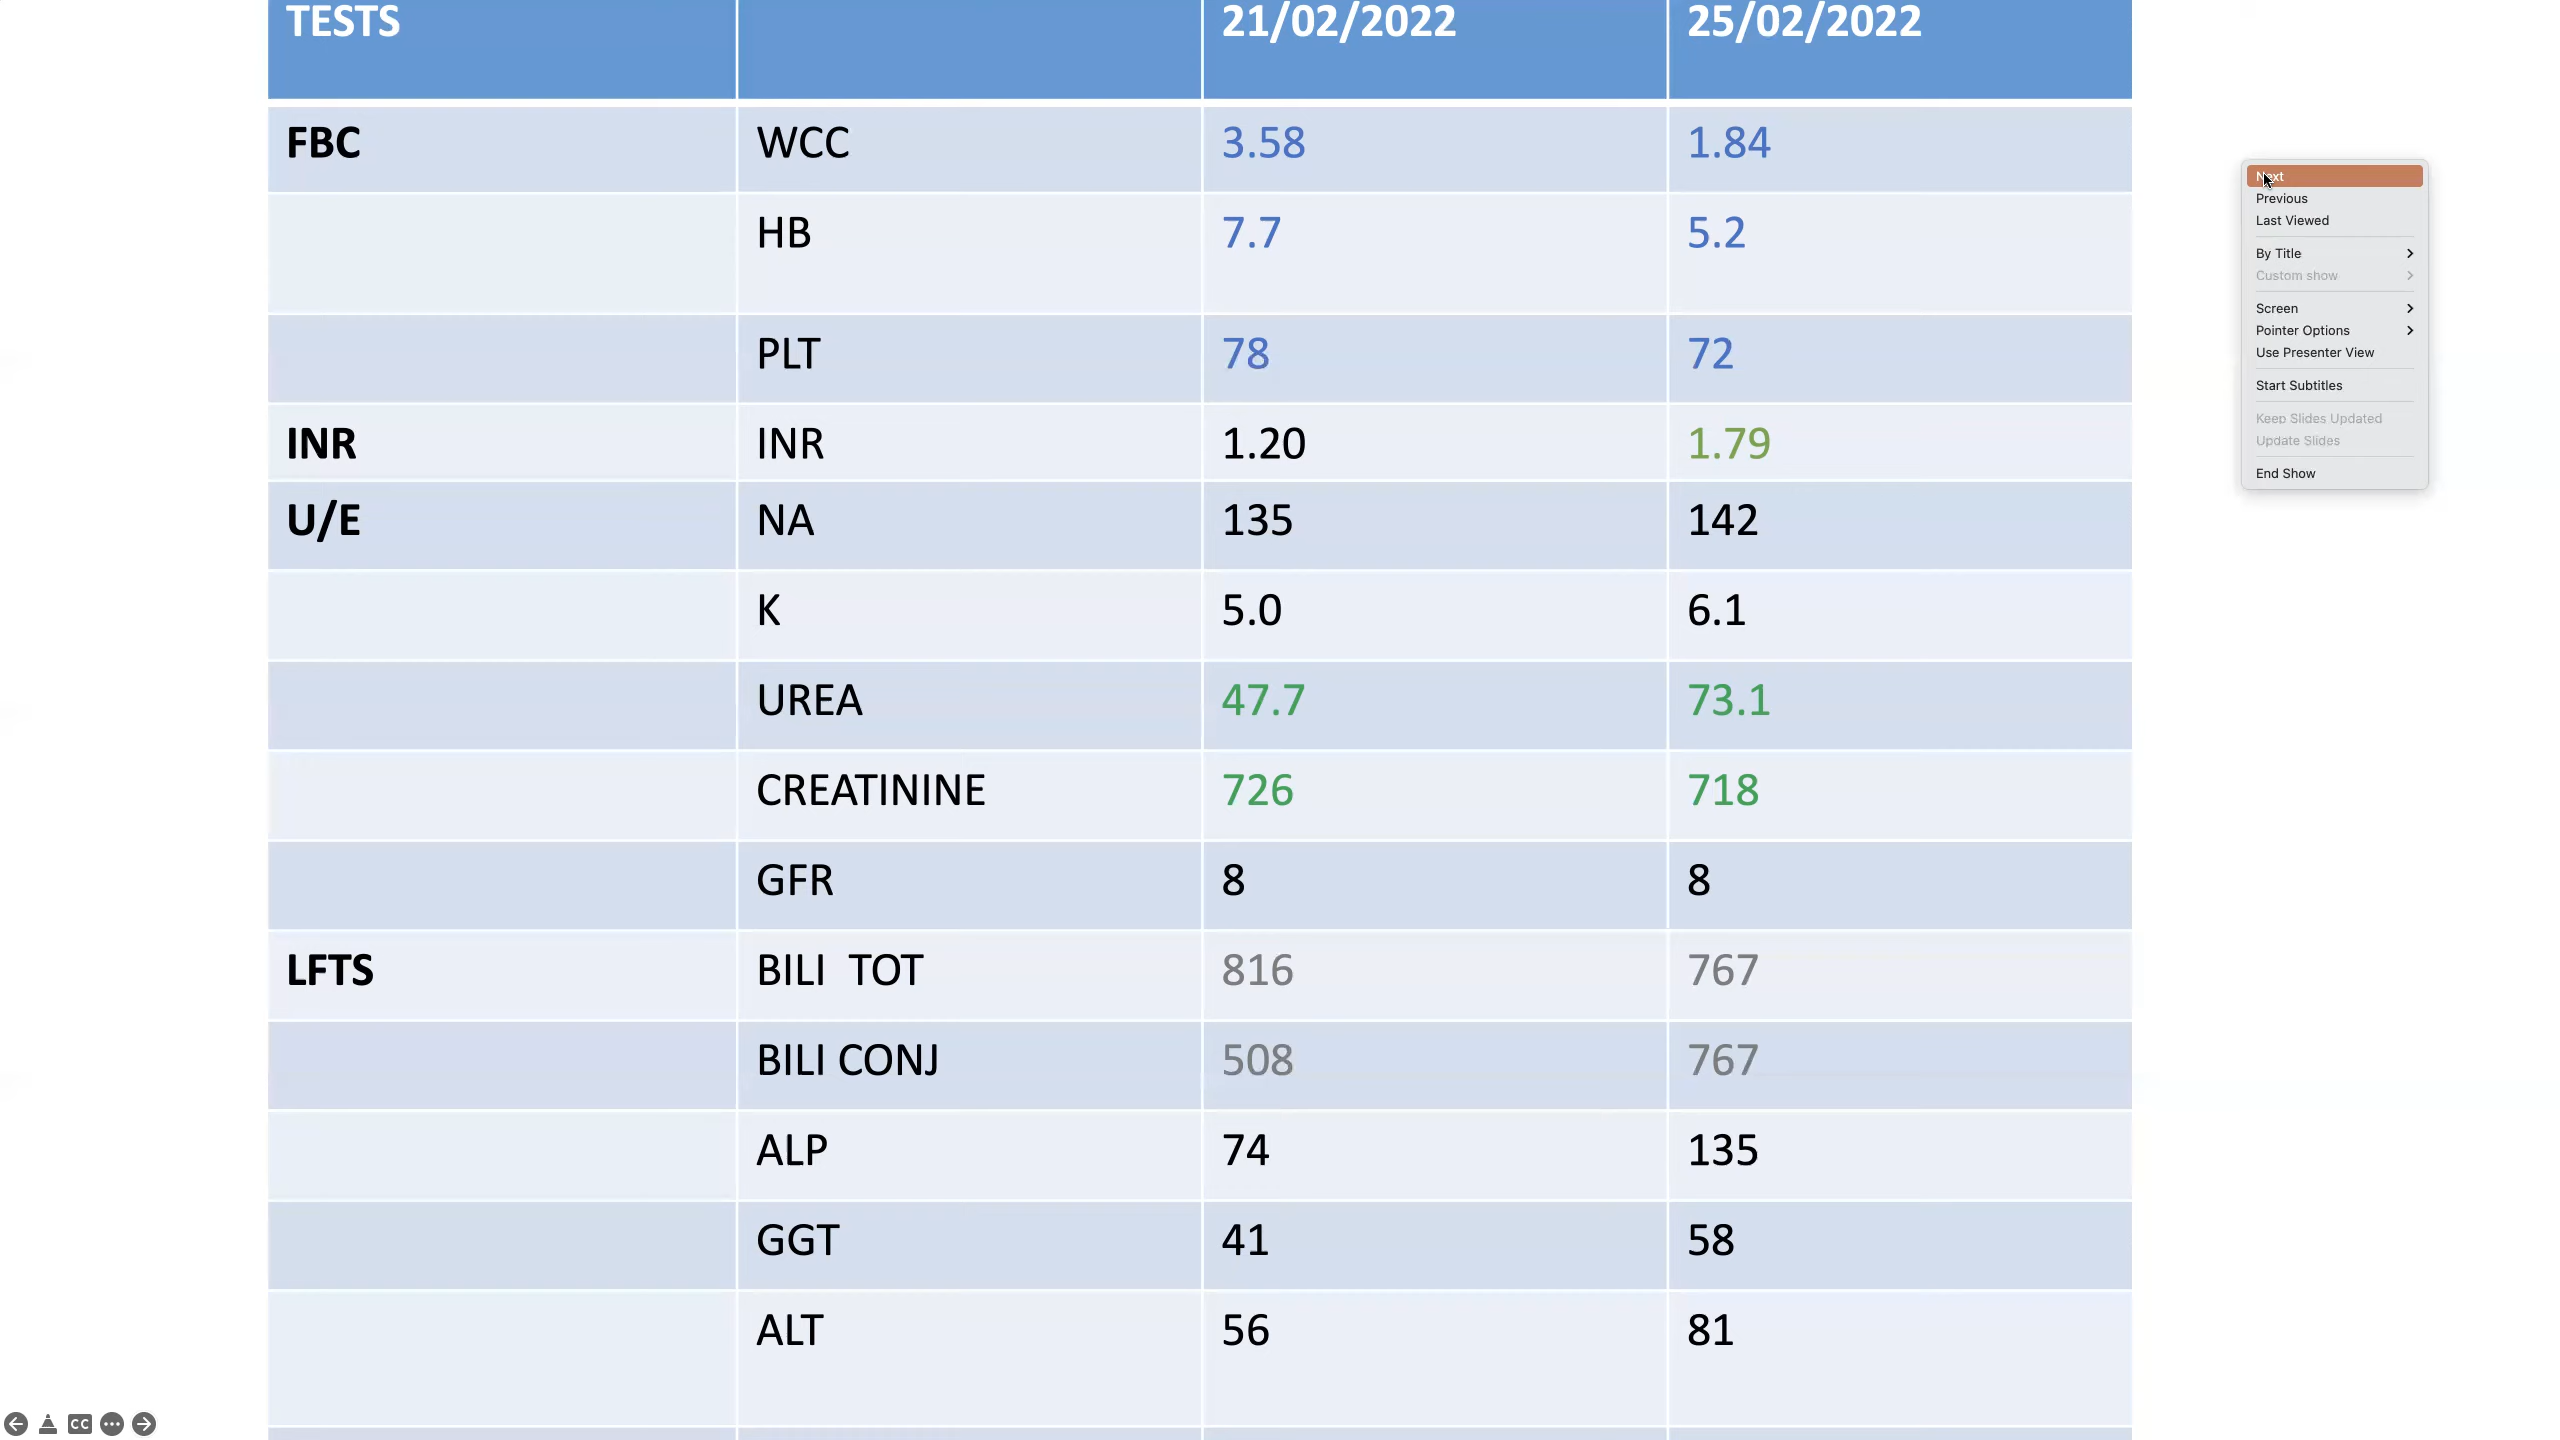 TESTS 21/02/2022 25/02/2022
FBC WCC 3.58 1.84
HB 7.7 5.2
PLT 78 72
INR INR 1.20 1.79
U/E NA 135 142
K 5.0 6.1
UREA 47.7 73.1
CREATININE 726 718
GFR 8 8
LFTS BILI TOT 816 767
BILI CONJ 508 767
ALP 74 135
GGT 41 58
ALT 56 81
Next
Previous
Last Viewed
By Title
Custom show
Screen
Pointer Options
Use Presenter View
Start Subtitles
Keep Slides Updated
Update Slides
End Show
CC